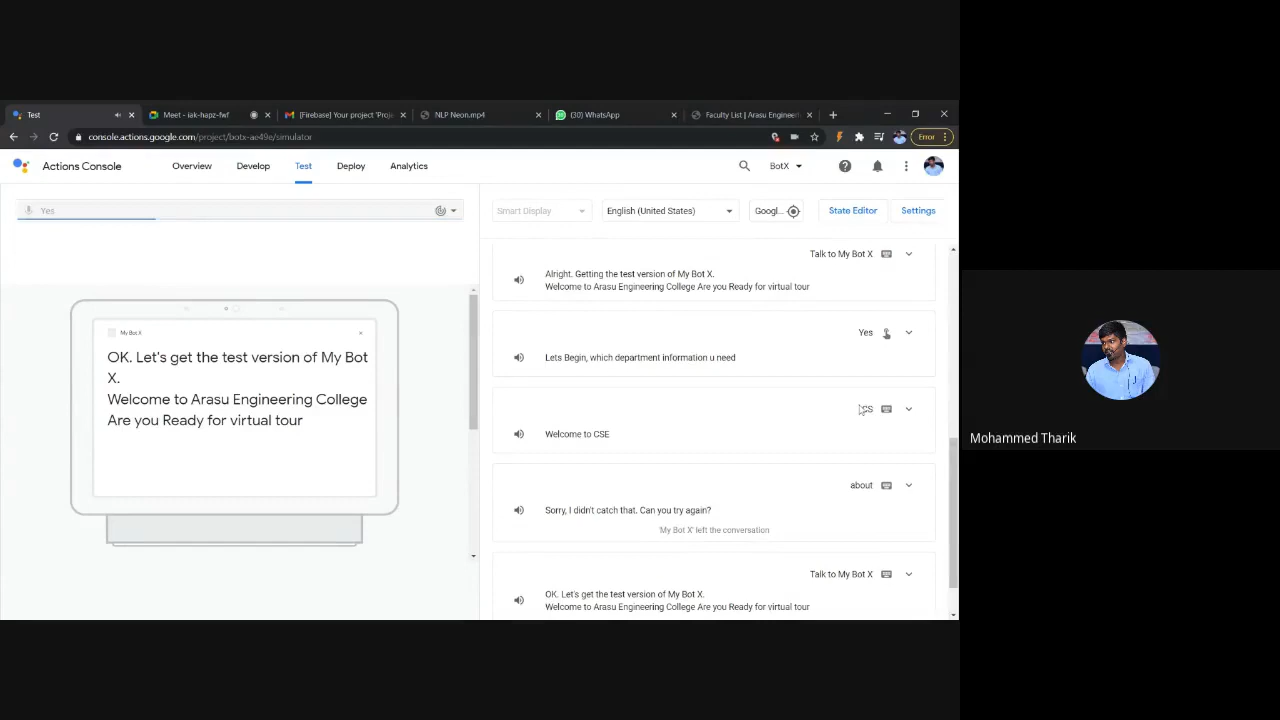 Test
Meet - iak-hapz-fwf
[Firebase] Your project 'Proje
NLP Neon.mp4
(30) WhatsApp
Faculty List | Arasu Engineeri
console.actions.google.com/project/botx-ae49e/simulator
Error
Actions Console
Overview
Develop
Test
Deploy
Analytics
BotX
Yes
Smart Display
English (United States)
Googl...
State Editor
Settings
My Bot X
OK. Let's get the test version of My Bot
X.
Welcome to Arasu Engineering College
Are you Ready for virtual tour
Talk to My Bot X
Alright. Getting the test version of My Bot X.
Welcome to Arasu Engineering College Are you Ready for virtual tour
Yes
Lets Begin, which department information u need
Welcome to CSE
about
Sorry, I didn't catch that. Can you try again?
'My Bot X' left the conversation
Talk to My Bot X
OK. Let's get the test version of My Bot X.
Welcome to Arasu Engineering College Are you Ready for virtual tour
Mohammed Tharik